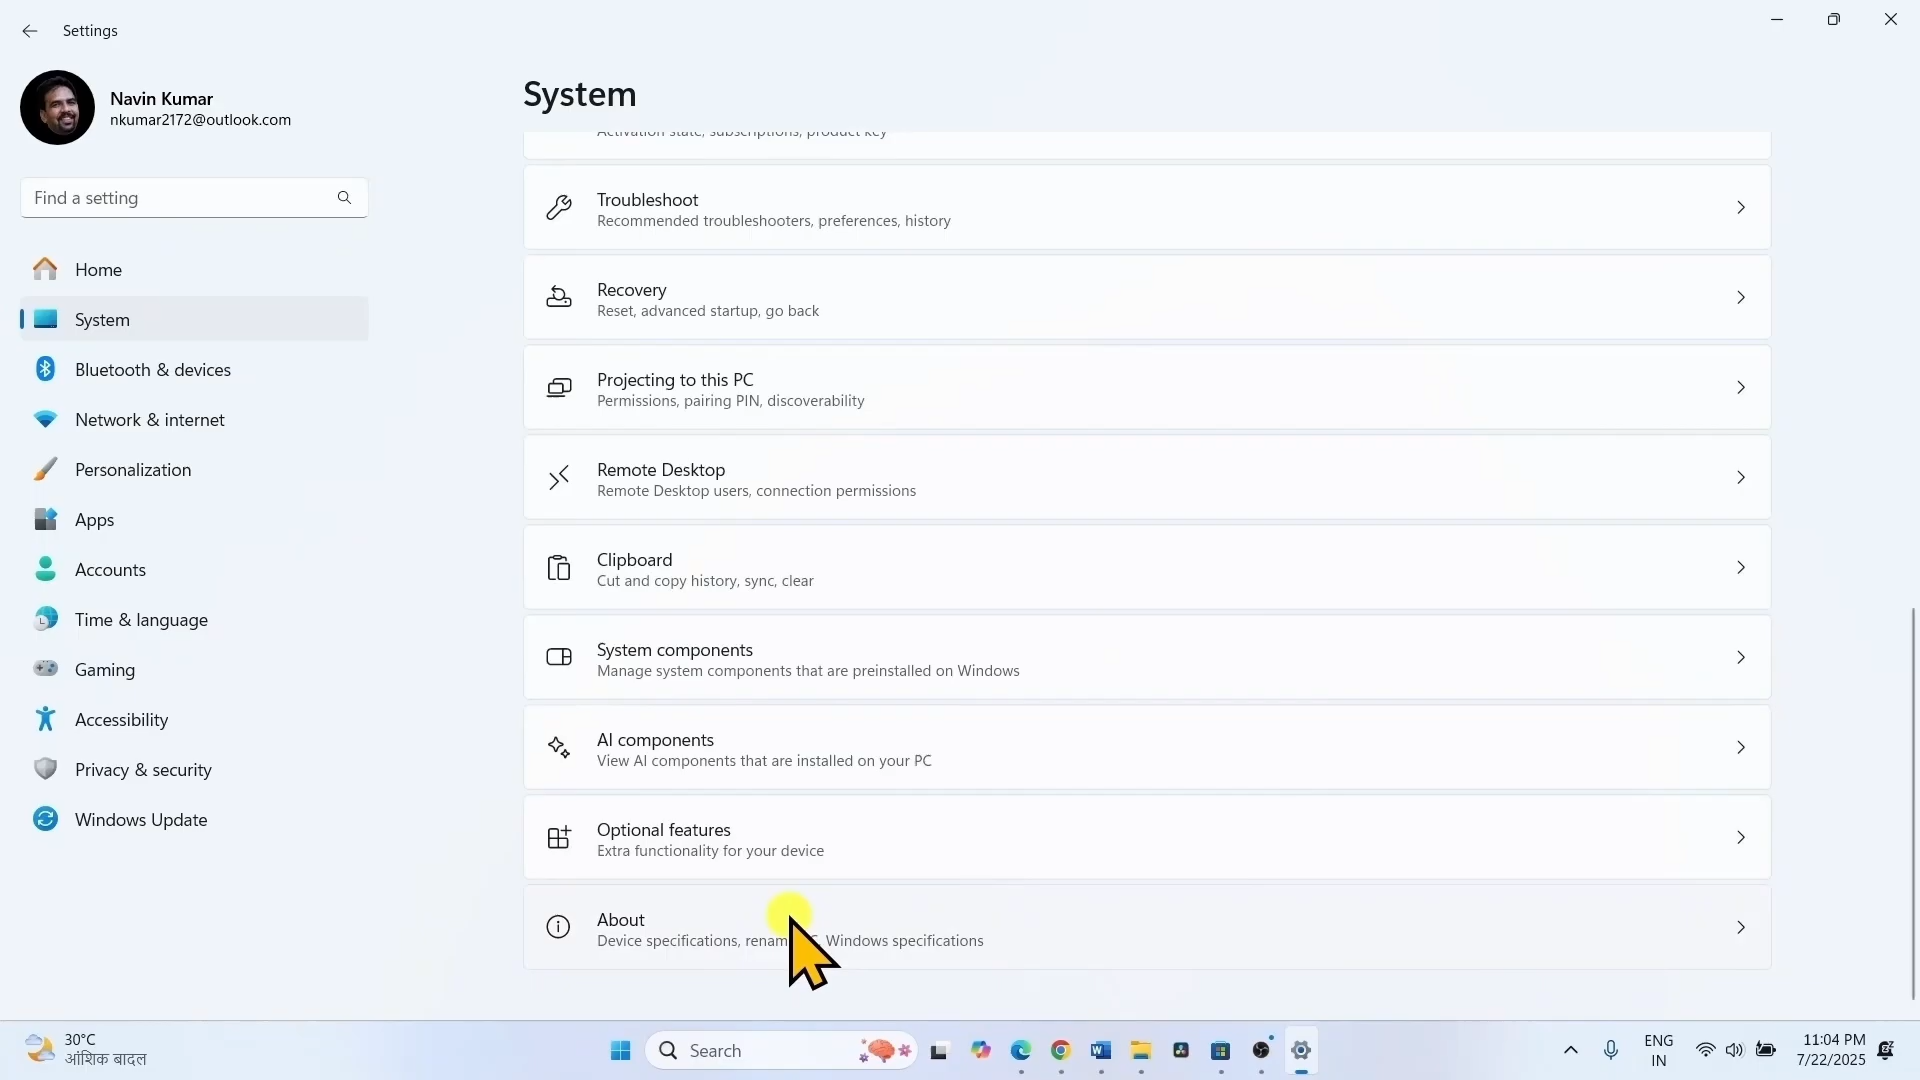 Settings
Navin Kumar
nkumar2172@outlook.com
Find a setting
Home
System
Bluetooth & devices
Network & internet
Personalization
Apps
Accounts
Time & language
Gaming
Accessibility
Privacy & security
Windows Update
System
Activation state, subscriptions, product key
Troubleshoot
Recommended troubleshooters, preferences, history
Recovery
Reset, advanced startup, go back
Projecting to this PC
Permissions, pairing PIN, discoverability
Remote Desktop
Remote Desktop users, connection permissions
Clipboard
Cut and copy history, sync, clear
System components
Manage system components that are preinstalled on Windows
AI components
View AI components that are installed on your PC
Optional features
Extra functionality for your device
About
Device specifications, Windows specifications
30°C
आंशिक बादल
Search
ENG
IN
11:04 PM
7/22/2025